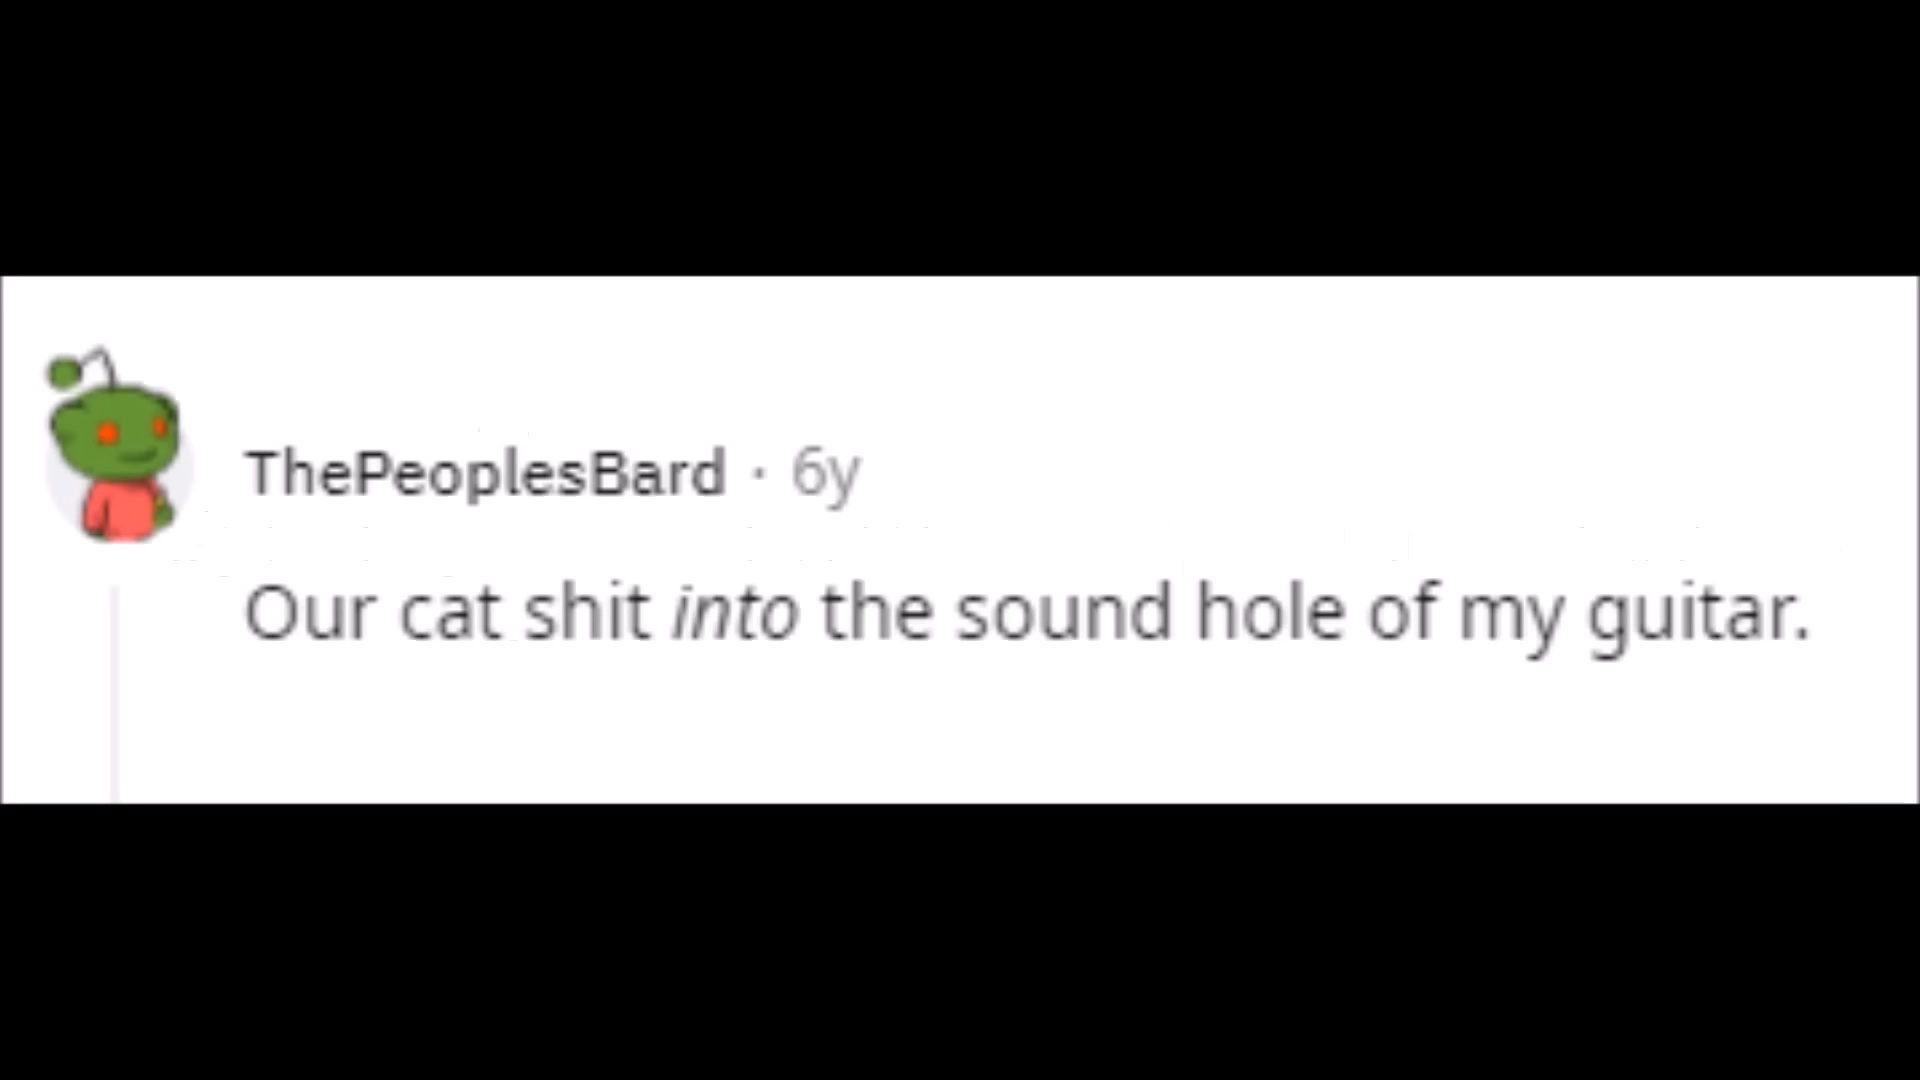 ThePeoplesBard · 6y
Our cat shit into the sound hole of my guitar.